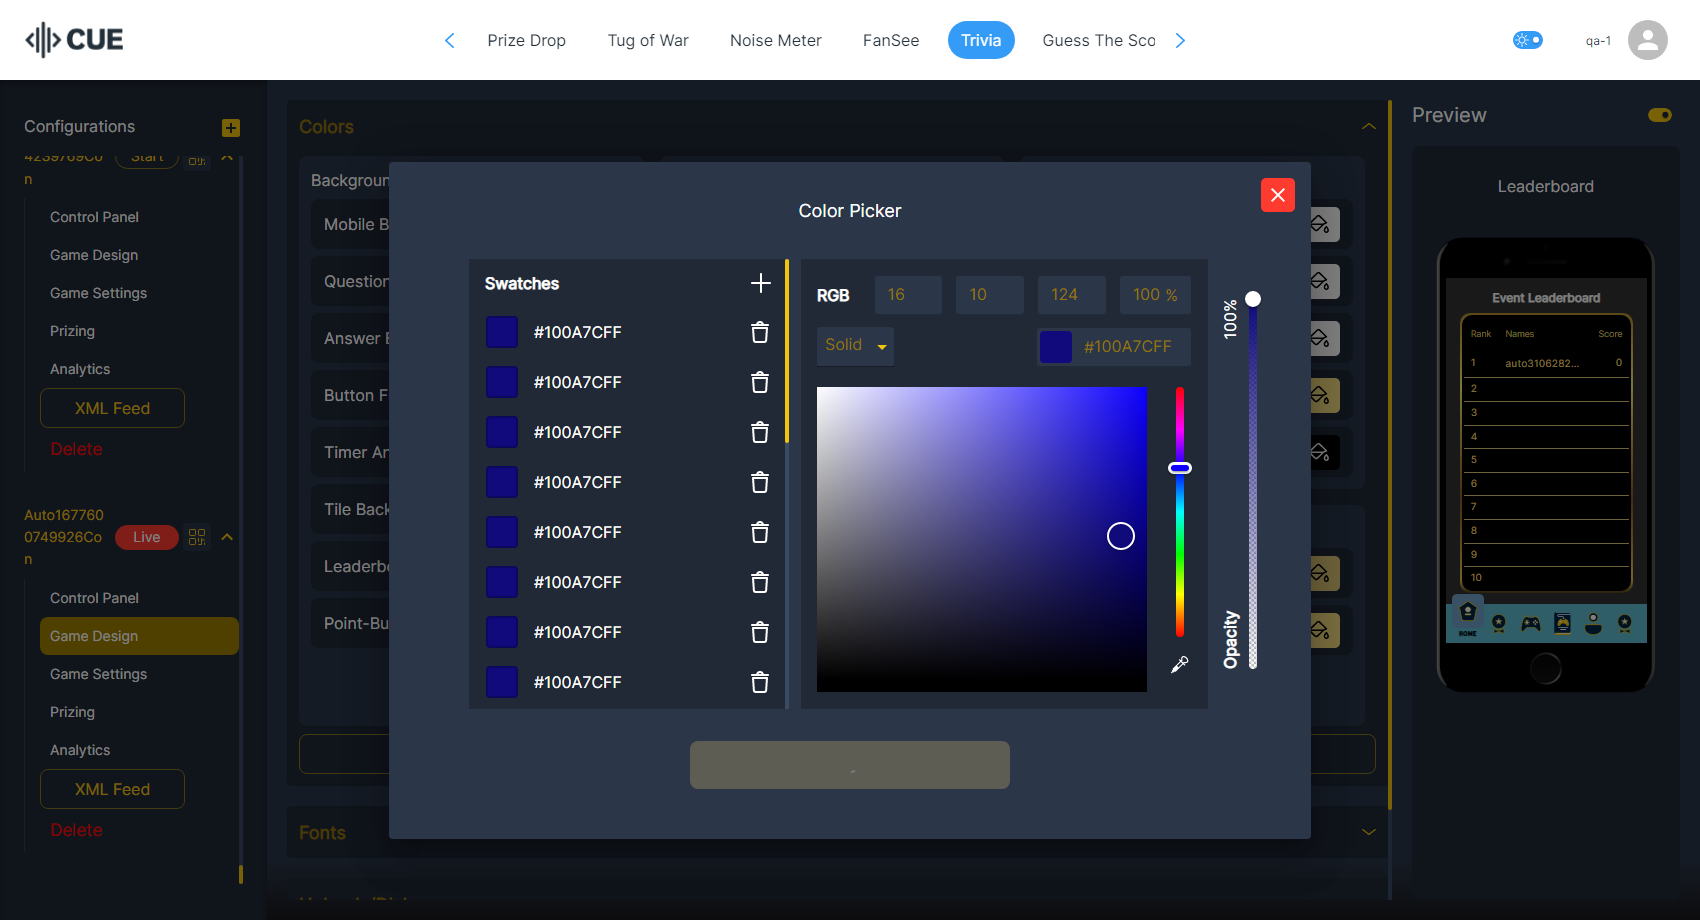 CUE
Prize Drop
Tug of War
Noise Meter
FanSee
Trivia
Guess The Sco
qa-1
Configurations
4239769Co
n
Start
Control Panel
Game Design
Game Settings
Prizing
Analytics
XML Feed
Delete
Auto167760
0749926Co
n
Live
Control Panel
Game Design
Game Settings
Prizing
Analytics
XML Feed
Delete
Colors
Backgroun
Mobile B
Question
Answer
Button F
Timer An
Tile Back
Leaderbo
Point-Bu
Fonts
Color Picker
Swatches
#100A7CFF
#100A7CFF
#100A7CFF
#100A7CFF
#100A7CFF
#100A7CFF
#100A7CFF
#100A7CFF
RGB
16
10
124
100 %
Solid
#100A7CFF
100%
Opacity
Preview
Leaderboard
Event Leaderboard
Rank Names Score
1 auto3106282... 0
2
3
4
5
6
7
8
9
10
HOME